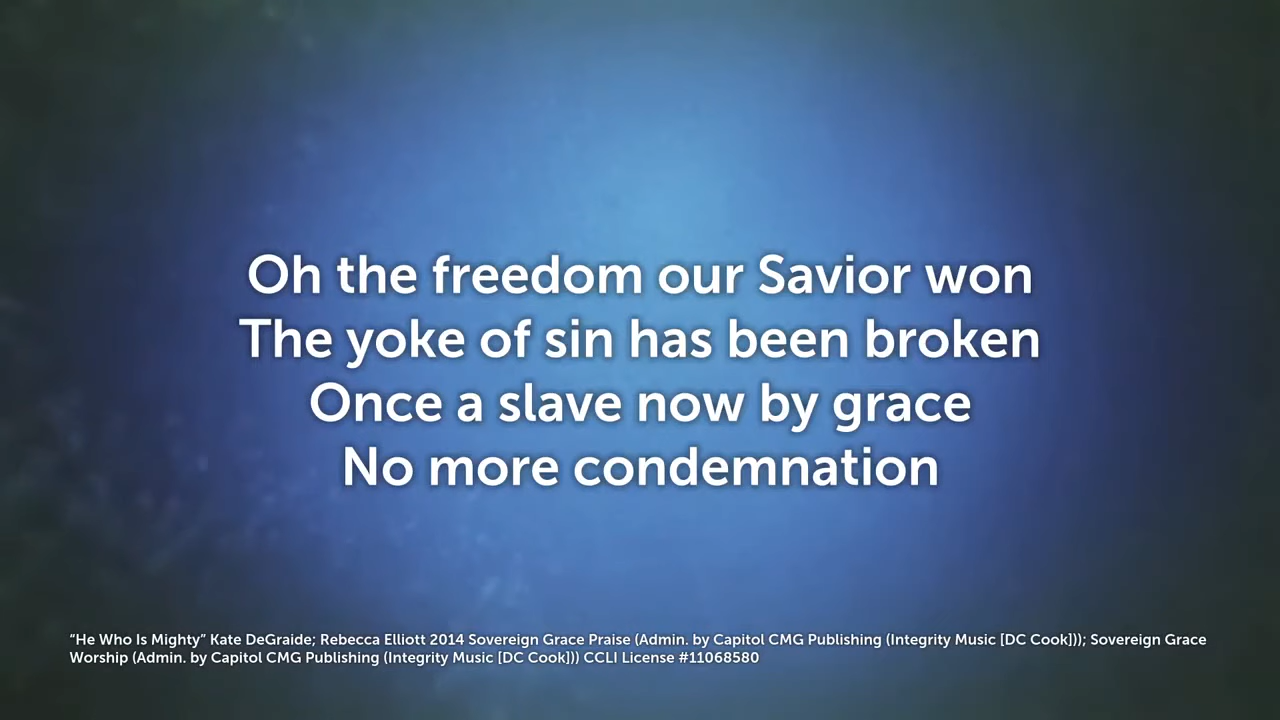 Oh the freedom our Savior won
The yoke of sin has been broken
Once a slave now by grace
No more condemnation
“He Who Is Mighty” Kate DeGraide; Rebecca Elliott 2014 Sovereign Grace Praise (Admin. by Capitol CMG Publishing (Integrity Music [DC Cook])); Sovereign Grace
Worship (Admin. by Capitol CMG Publishing (Integrity Music [DC Cook])) CCLI License #11068580